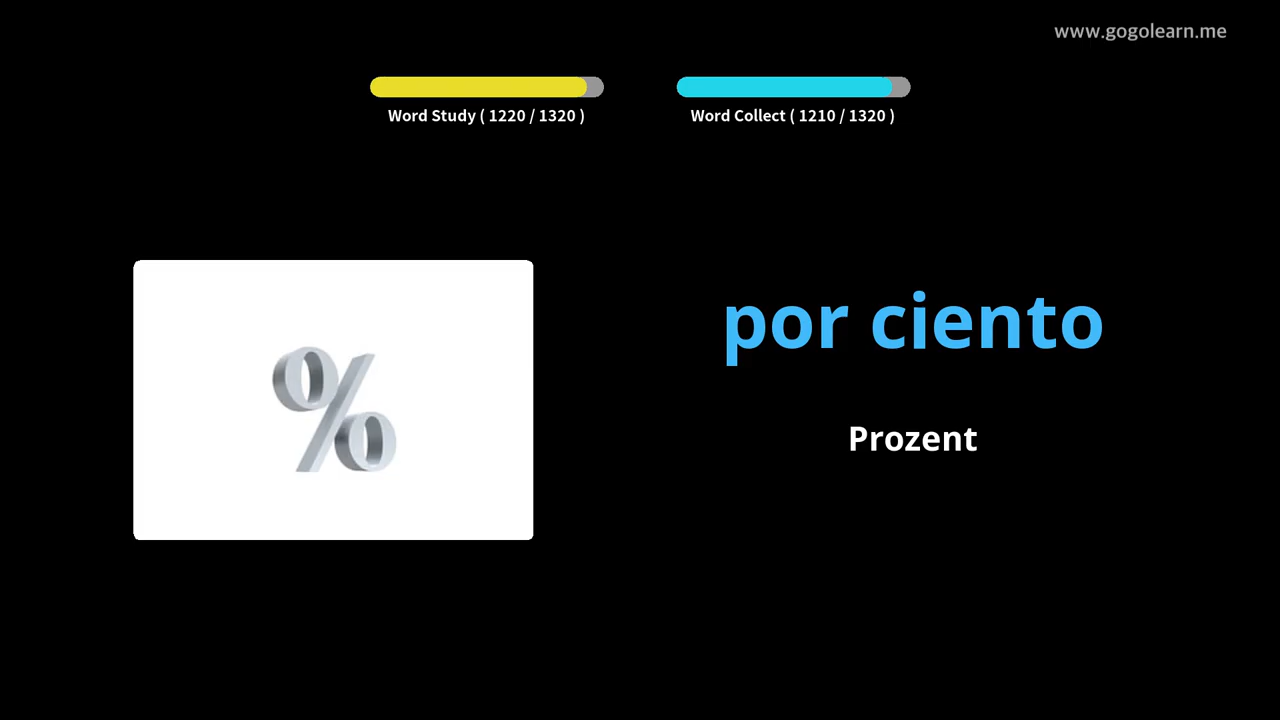 www.gogolearn.me
Word Study ( 1220 / 1320 )
Word Collect ( 1210 / 1320 )
%
por ciento
Prozent